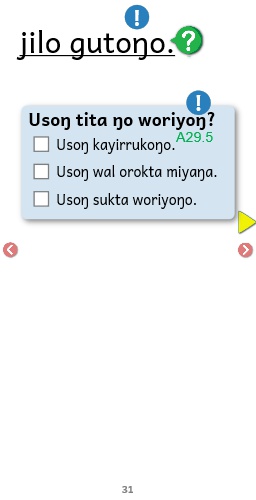 jilo gutoŋo.
Usoŋ tita ŋo woriyoŋ?
Usoŋ kayirrukoŋo.
A29.5
Usoŋ wal orokta miyaŋa.
Usoŋ sukta woriyoŋo.
31